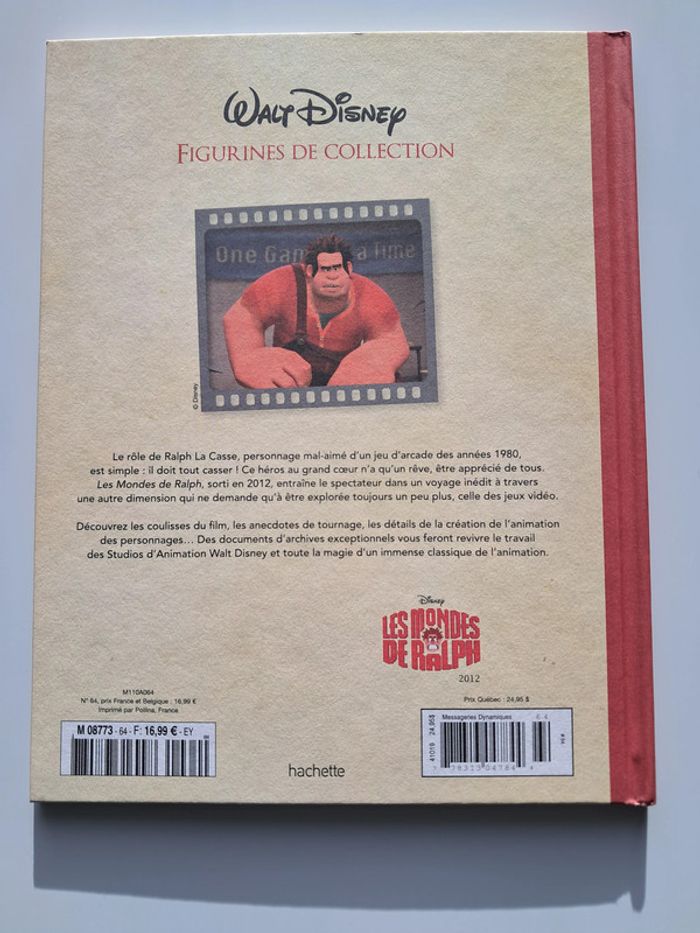 WALT DISNEY
FIGURINES DE COLLECTION
One Gam a Time
© Disney
Le rôle de Ralph La Casse, personnage mal-aimé d'un jeu d'arcade des années 1980,
est simple : il doit tout casser ! Ce héros au grand cœur n'a qu'un rêve, être apprécié de tous.
Les Mondes de Ralph, sorti en 2012, entraîne le spectateur dans un voyage inédit à travers
une autre dimension qui ne demande qu'à être explorée toujours un peu plus, celle des jeux vidéo.
Découvrez les coulisses du film, les anecdotes de tournage, les détails de la création de l'animation
des personnages... Des documents d'archives exceptionnels vous feront revivre le travail
des Studios d'Animation Walt Disney et toute la magie d'un immense classique de l'animation.
Disney
LES MONDES
DE RALPH
2012
M110A064
N° 64, prix France et Belgique : 16,99 €
Imprimé par Pollina, France
M 08773 - 64 - F: 16,99 € - EY
hachette
Prix Québec : 24,95 $
Messageries Dynamiques
64
41019 24,95$